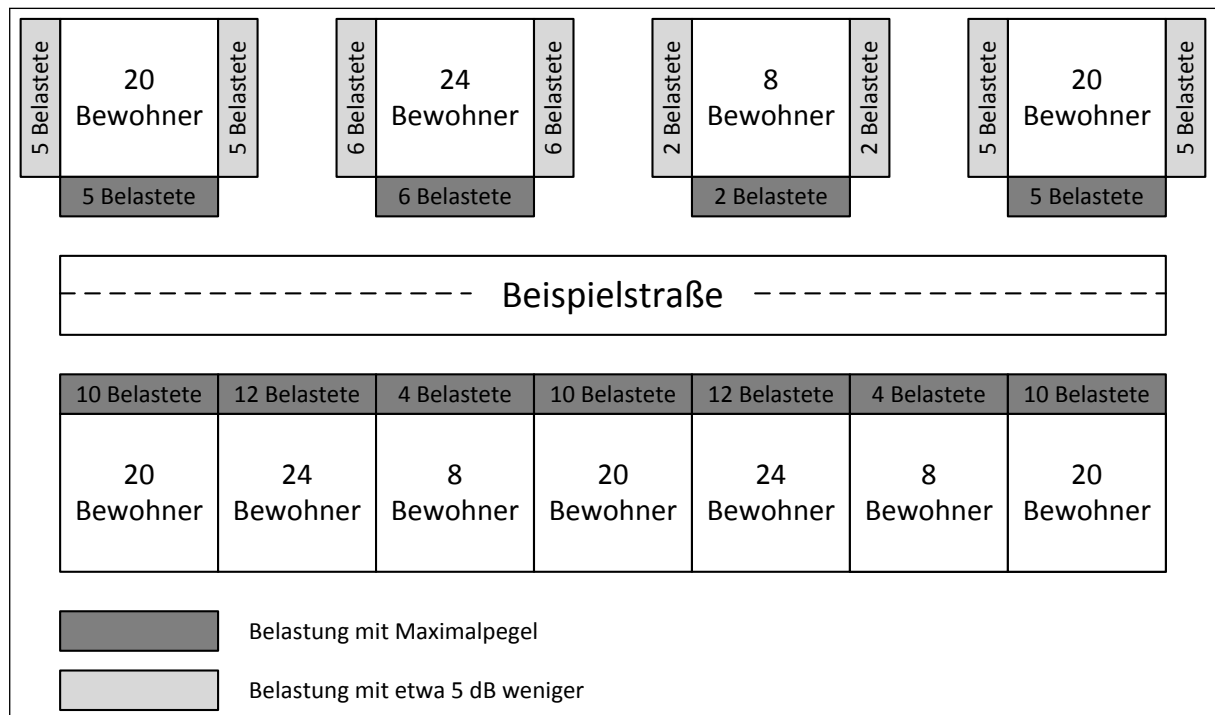 5 Belastete
20
Bewohner
5 Belastete
6 Belastete
24
Bewohner
6 Belastete
2 Belastete
8
Bewohner
2 Belastete
5 Belastete
20
Bewohner
5 Belastete
5 Belastete
6 Belastete
2 Belastete
5 Belastete
Beispielstraße
10 Belastete
12 Belastete
4 Belastete
10 Belastete
12 Belastete
4 Belastete
10 Belastete
20
Bewohner
24
Bewohner
8
Bewohner
20
Bewohner
24
Bewohner
8
Bewohner
20
Bewohner
Belastung mit Maximalpegel
Belastung mit etwa 5 dB weniger